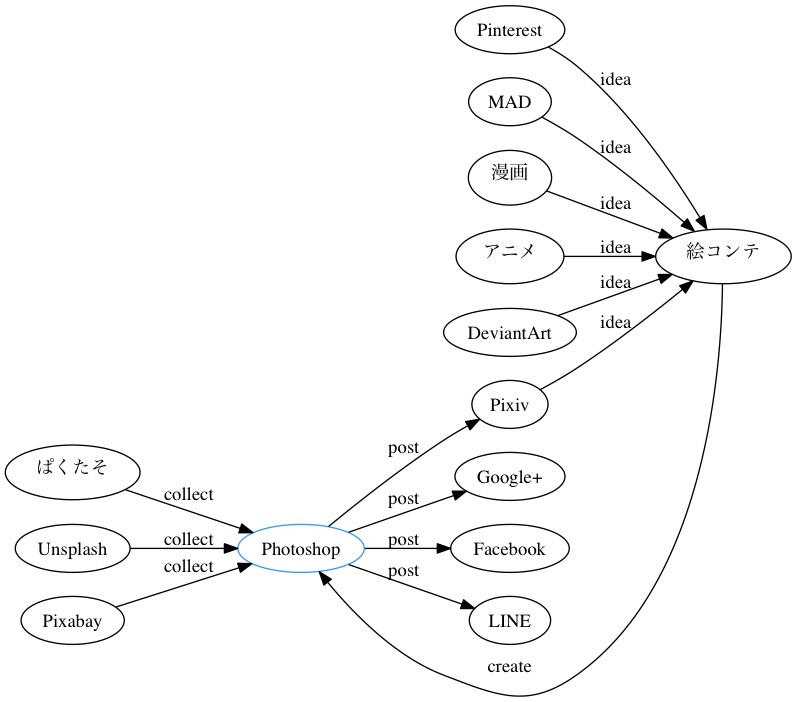 Pinterest
idea
MAD
idea
漫画
idea
アニメ
idea
絵コンテ
idea
DeviantArt
idea
Pixiv
post
ぱくたそ
collect
Google+
post
Unsplash
collect
Photoshop
post
Facebook
collect
post
Pixabay
LINE
create